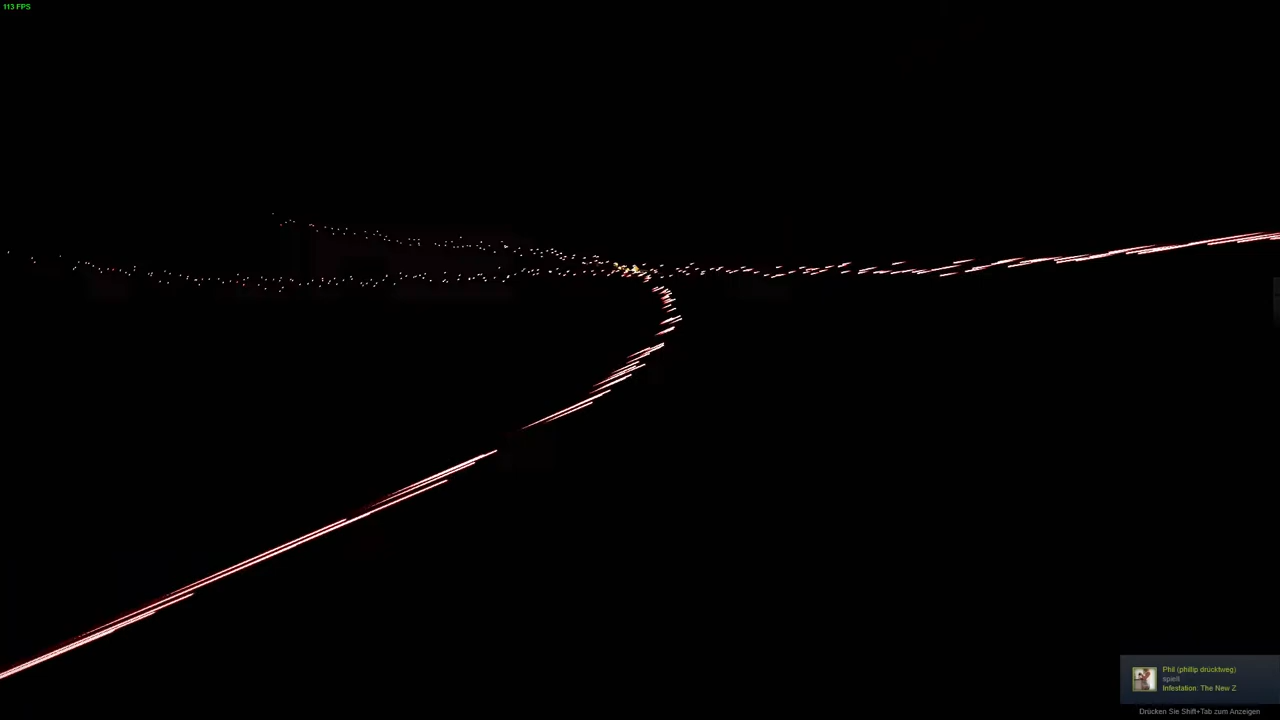 113 FPS
Phil (phillip drücktweg)
spielt
Infestation: The New Z
Drücken Sie Shift+Tab zum Anzeigen